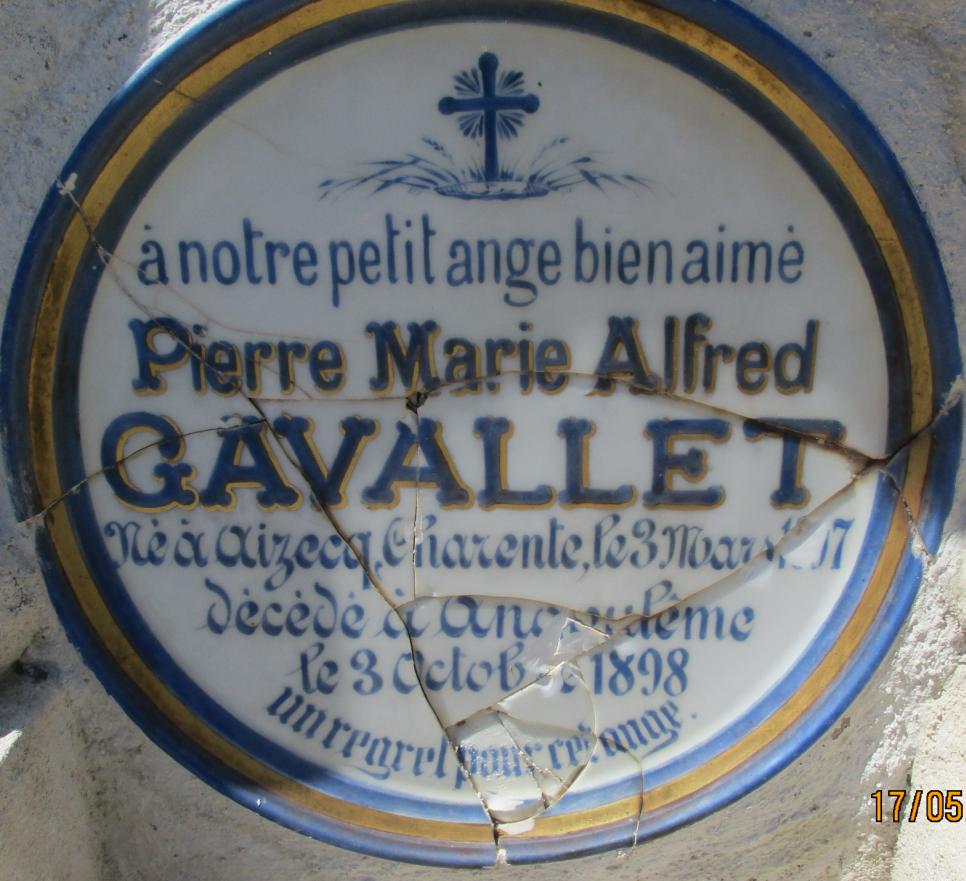 à notre petit ange bien aimé
Pierre Marie Alfred
GAVALLET
Né à Aizecq, Charente, le 3 Mars
décédé à Angoulême
le 3 Octobre 1898
un regret pour cet ange.
17/05